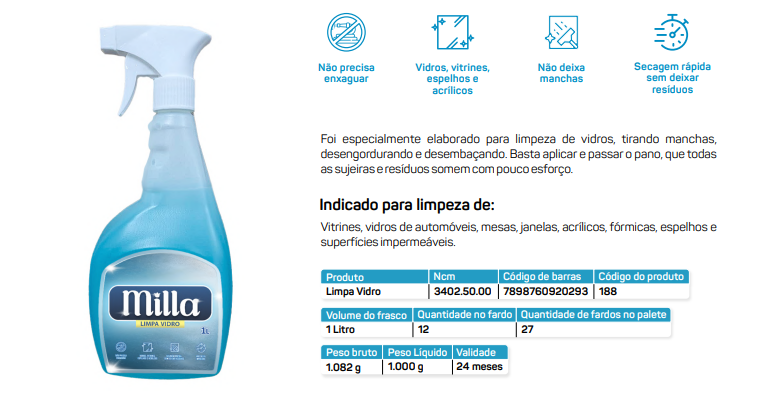 Não precisa
enxaguar
Vidros, vitrines,
espelhos e
acrílicos
Não deixa
manchas
Secagem rápida
sem deixar
resíduos
Foi especialmente elaborado para limpeza de vidros, tirando manchas,
desengordurando e desembaçando. Basta aplicar e passar o pano, que todas
as sujeiras e resíduos somem com pouco esforço.
Indicado para limpeza de:
Vitrines, vidros de automóveis, mesas, janelas, acrílicos, fórmicas, espelhos e
superfícies impermeáveis.
Produto Ncm Código de barras Código do produto
Limpa Vidro 3402.50.00 7898760920293 188
Volume do frasco Quantidade no fardo Quantidade de fardos no palete
1 Litro 12 27
Peso bruto Peso Líquido Validade
1.082 g 1.000 g 24 meses
Milla
LIMPA VIDRO
1L